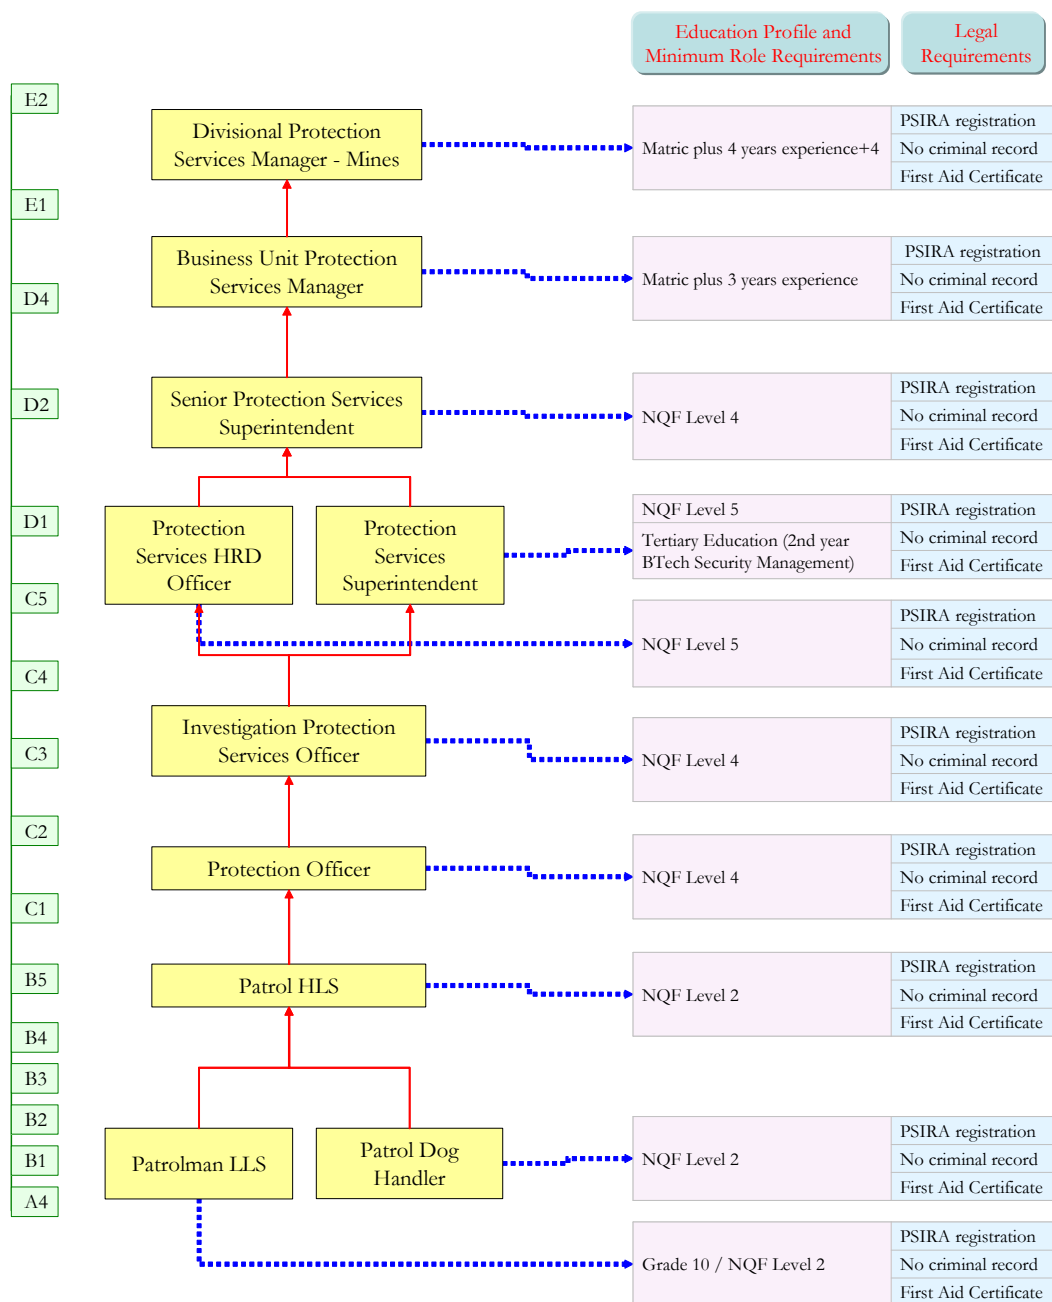 Education Profile and
Minimum Role Requirements
Legal
Requirements
E2
Divisional Protection
Services Manager - Mines
Matric plus 4 years experience+4
PSIRA registration
No criminal record
First Aid Certificate
E1
Business Unit Protection
Services Manager
Matric plus 3 years experience
PSIRA registration
No criminal record
First Aid Certificate
D4
D2
Senior Protection Services
Superintendent
NQF Level 4
PSIRA registration
No criminal record
First Aid Certificate
D1
Protection
Services HRD
Officer
Protection
Services
Superintendent
NQF Level 5
Tertiary Education (2nd year
BTech Security Management)
PSIRA registration
No criminal record
First Aid Certificate
C5
NQF Level 5
PSIRA registration
No criminal record
First Aid Certificate
C4
Investigation Protection
Services Officer
NQF Level 4
PSIRA registration
No criminal record
First Aid Certificate
C3
C2
Protection Officer
NQF Level 4
PSIRA registration
No criminal record
First Aid Certificate
C1
B5
Patrol HLS
NQF Level 2
PSIRA registration
No criminal record
First Aid Certificate
B4
B3
B2
B1
Patrolman LLS
Patrol Dog
Handler
NQF Level 2
PSIRA registration
No criminal record
First Aid Certificate
A4
Grade 10 / NQF Level 2
PSIRA registration
No criminal record
First Aid Certificate